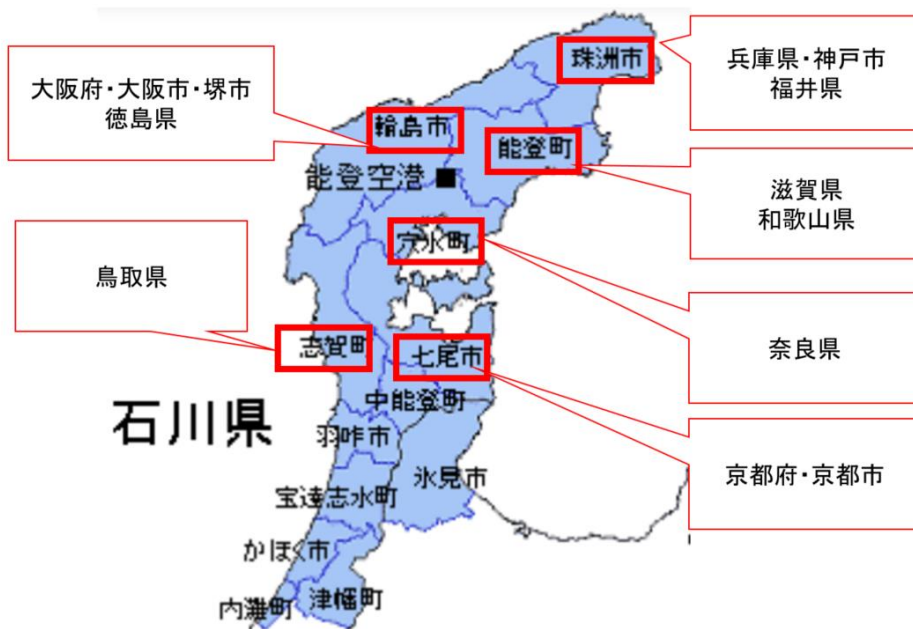 珠洲市
兵庫県・神戸市
福井県
大阪府・大阪市・堺市
徳島県
輪島市
能登町
能登空港
滋賀県
和歌山県
穴水町
鳥取県
奈良県
志賀町
七尾市
中能登町
石川県
羽咋市
氷見市
京都府・京都市
宝達志水町
かほく市
内灘町
津幡町